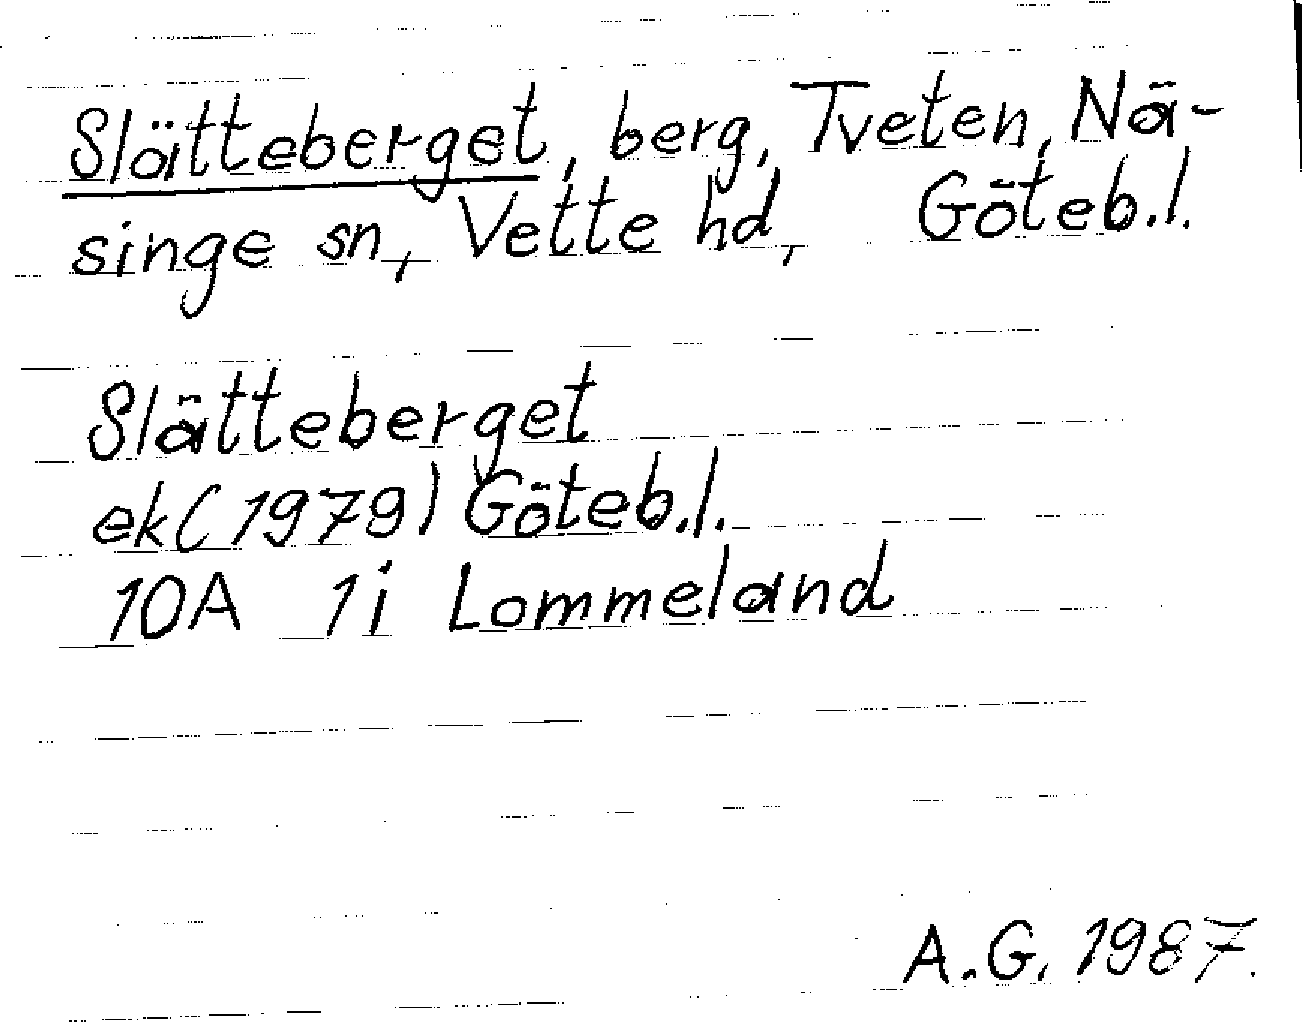 Slätteberget, berg, Tveten, Nä-
singe sn, Vette hd, Göteb.l.
Slätteberget
ek(1979) Göteb.l.
10A 1i Lommeland
A.G. 1987.